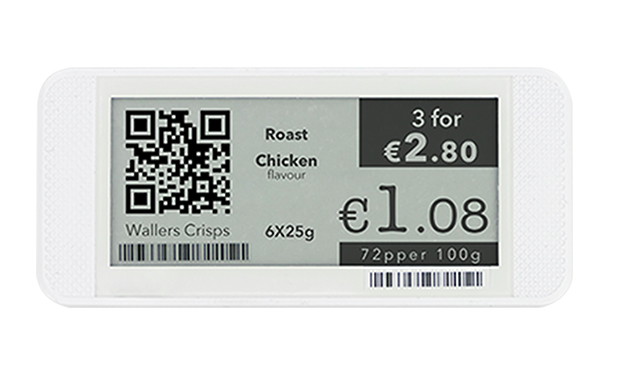 Roast
Chicken
flavour
Wallers Crisps
6X25g
3 for
€2.80
€1.08
72pper 100g